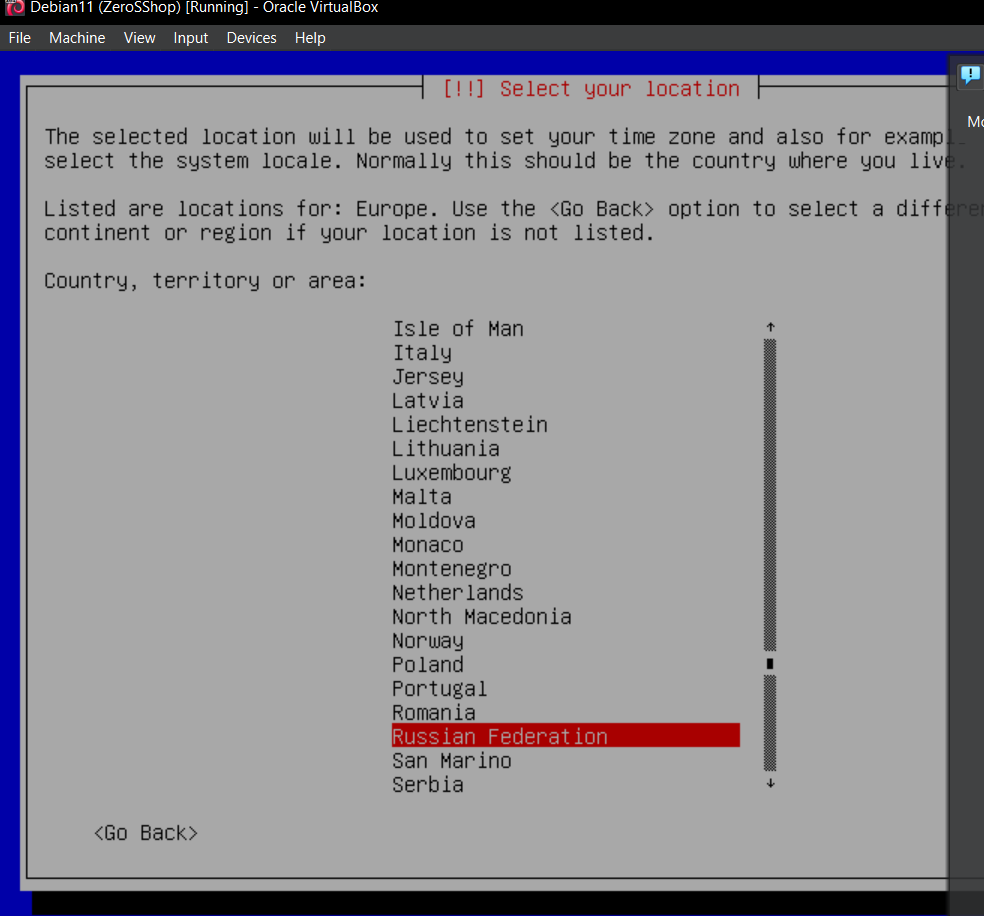 Debian11 (ZeroSShop) [Running] - Oracle VirtualBox
File Machine View Input Devices Help
[!!] Select your location
The selected location will be used to set your time zone and also for exampl
select the system locale. Normally this should be the country where you live.
Listed are locations for: Europe. Use the <Go Back> option to select a differen
continent or region if your location is not listed.
Country, territory or area:
Isle of Man
Italy
Jersey
Latvia
Liechtenstein
Lithuania
Luxembourg
Malta
Moldova
Monaco
Montenegro
Netherlands
North Macedonia
Norway
Poland
Portugal
Romania
Russian Federation
San Marino
Serbia
<Go Back>